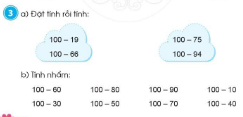 3 a) Đặt tính rồi tính:
100 – 19 100 – 75
100 – 66 100 – 94
b) Tính nhẩm:
100 – 60 100 – 80 100 – 90 100 – 10
100 – 30 100 – 50 100 – 70 100 – 40